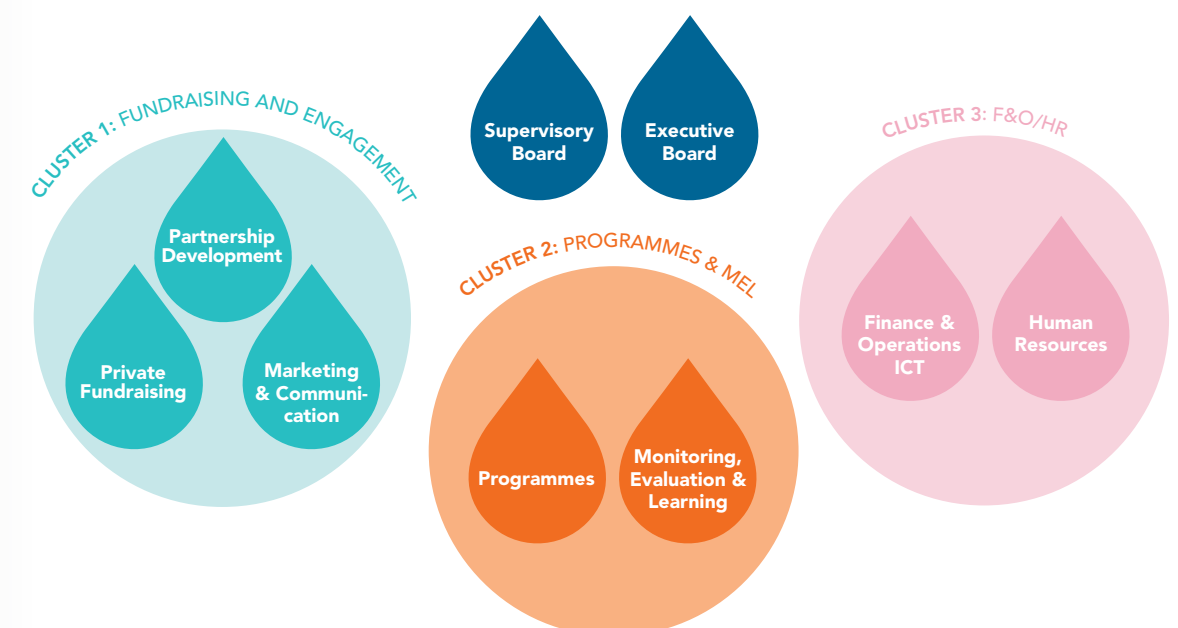 Supervisory
Board
Executive
Board
CLUSTER 1: FUNDRAISING AND ENGAGEMENT
Partnership
Development
Private
Fundraising
Marketing
& Communi-
cation
CLUSTER 2: PROGRAMMES & MEL
Programmes
Monitoring,
Evaluation &
Learning
CLUSTER 3: F&O/HR
Finance &
Operations
ICT
Human
Resources